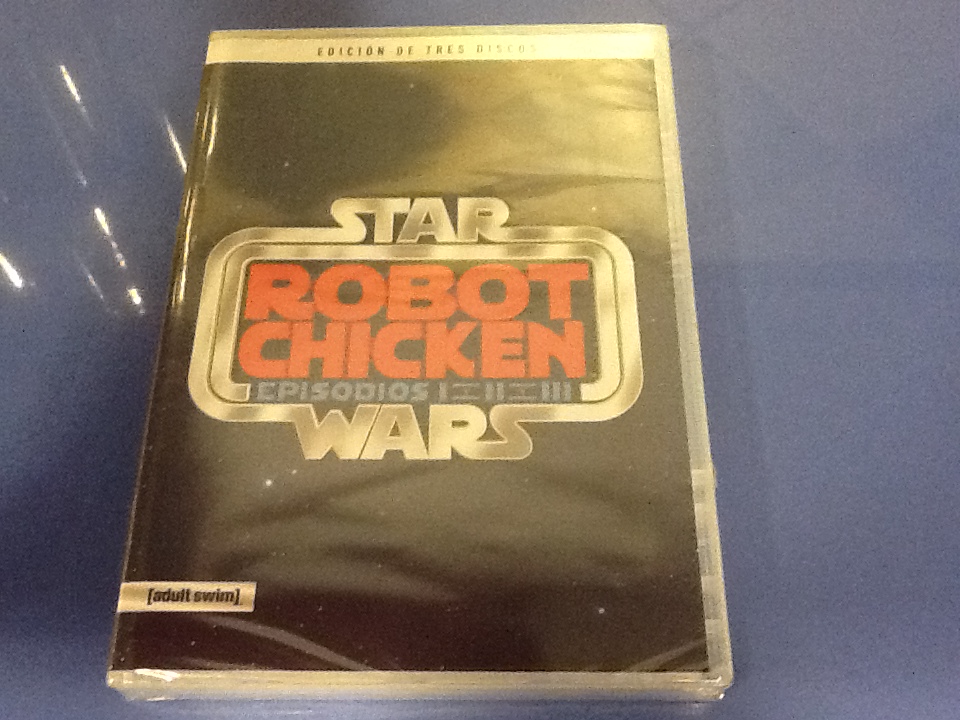 EDICIÓN DE TRES DISCOS
STAR
ROBOT
CHICKEN
EPISODIOS I II III
WARS
[adult swim]